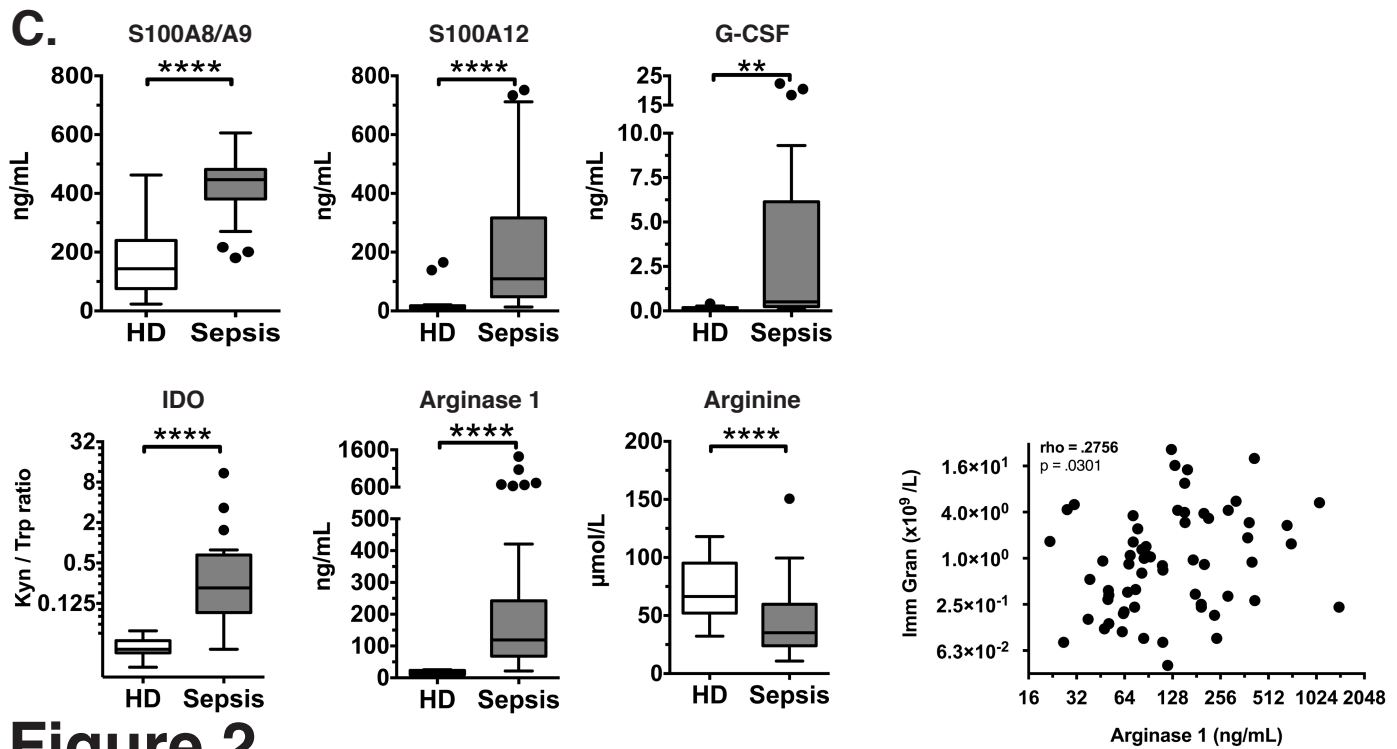 C.
S100A8/A9
****
800
600
400
200
0
ng/mL
HD Sepsis
S100A12
****
800
600
400
200
0
ng/mL
HD Sepsis
G-CSF
**
25
15
10.0
7.5
5.0
2.5
0.0
ng/mL
HD Sepsis
IDO
****
32
8
2
0.5
0.125
Kyn / Trp ratio
HD Sepsis
Arginase 1
****
1600
600
500
400
300
200
100
0
ng/mL
HD Sepsis
Arginine
****
200
150
100
50
0
µmol/L
HD Sepsis
rho = .2756
p = .0301
1.6×10¹
4.0×10⁰
1.0×10⁰
2.5×10⁻¹
6.3×10⁻²
Imm Gran (x10⁹ /L)
16 32 64 128 256 512 1024 2048
Arginase 1 (ng/mL)
Figure 2